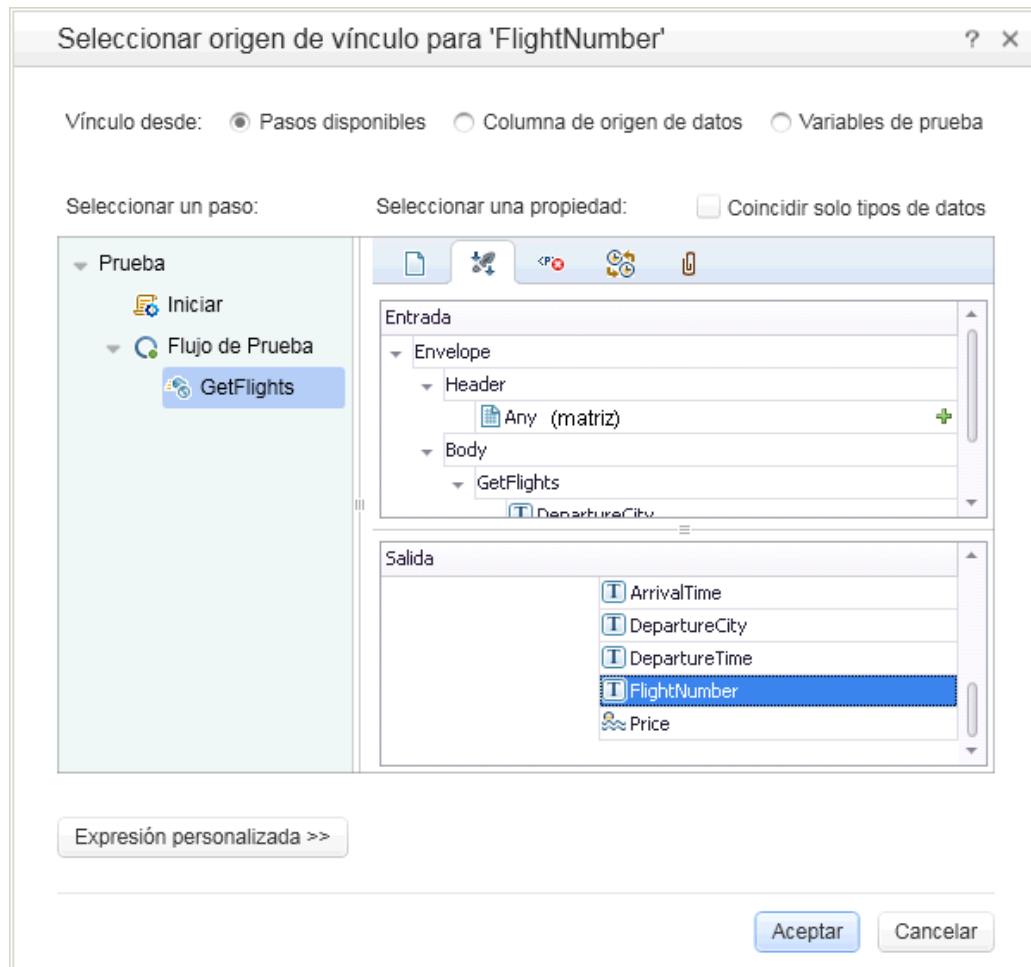 Seleccionar origen de vínculo para 'FlightNumber' ? ×
Vínculo desde: Pasos disponibles Columna de origen de datos Variables de prueba
Seleccionar un paso: Seleccionar una propiedad: Coincidir solo tipos de datos
Prueba
Iniciar
Flujo de Prueba
GetFlights
<P>
Entrada
Envelope
Header
Any (matriz)
Body
GetFlights
DepartureCity
Salida
ArrivalTime
DepartureCity
DepartureTime
FlightNumber
Price
Expresión personalizada >>
Aceptar Cancelar